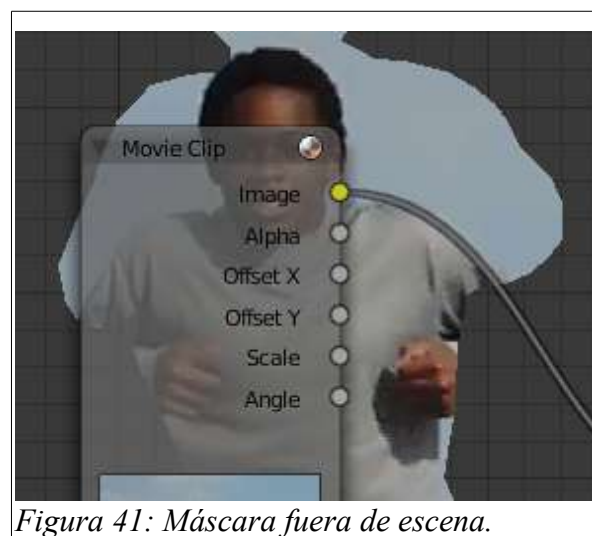 Movie Clip
Image
Alpha
Offset X
Offset Y
Scale
Angle
Figura 41: Máscara fuera de escena.